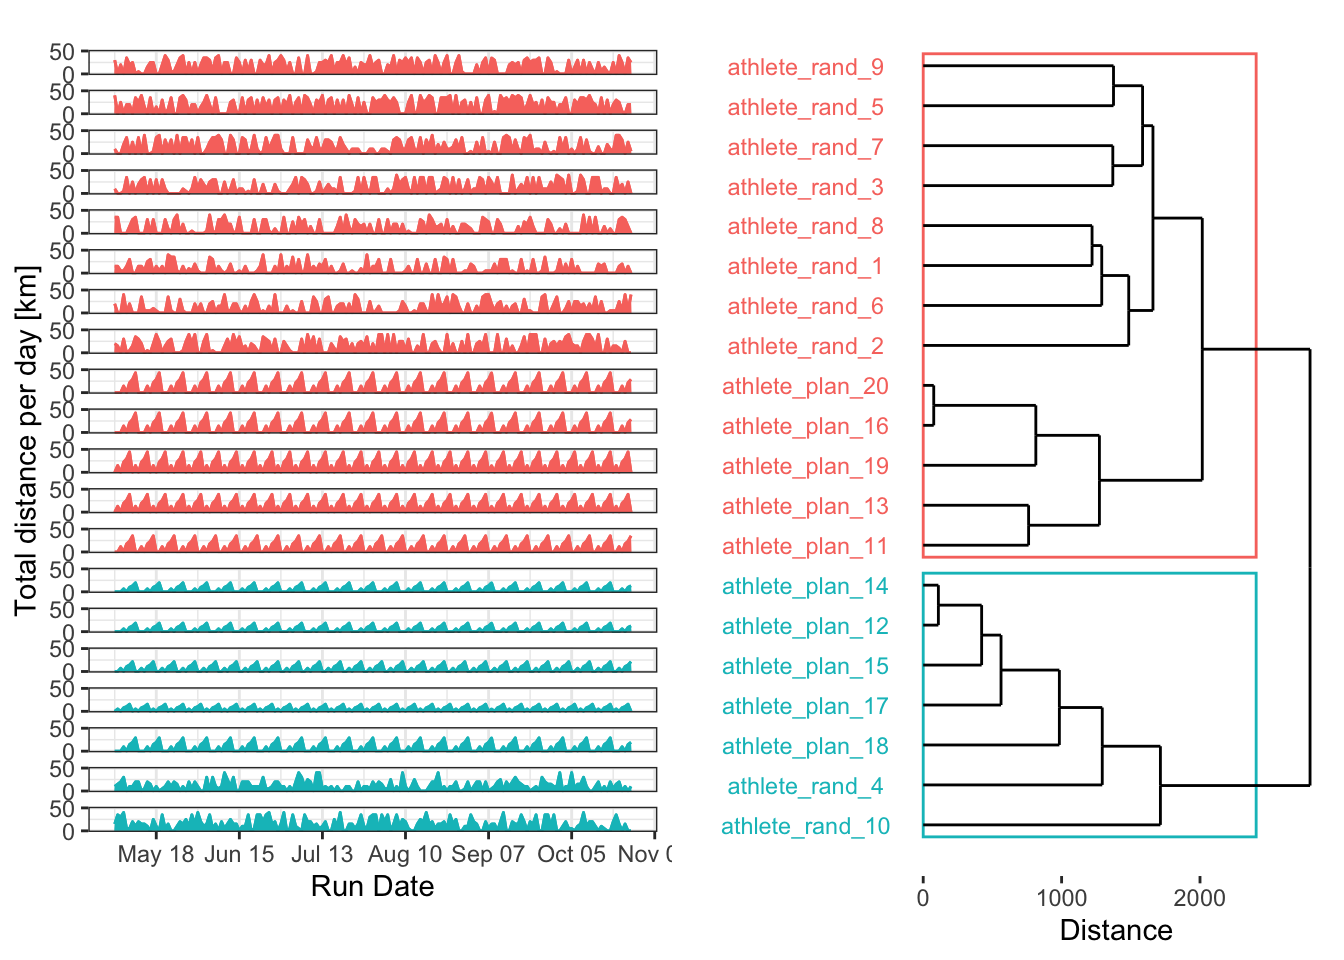 Total distance per day [km]
50
0
50
0
50
0
50
0
50
0
50
0
50
0
50
0
50
0
50
0
50
0
50
0
50
0
50
0
50
0
50
0
50
0
50
0
50
0
50
0
May 18 Jun 15 Jul 13 Aug 10 Sep 07 Oct 05 Nov 0
Run Date
athlete_rand_9
athlete_rand_5
athlete_rand_7
athlete_rand_3
athlete_rand_8
athlete_rand_1
athlete_rand_6
athlete_rand_2
athlete_plan_20
athlete_plan_16
athlete_plan_19
athlete_plan_13
athlete_plan_11
athlete_plan_14
athlete_plan_12
athlete_plan_15
athlete_plan_17
athlete_plan_18
athlete_rand_4
athlete_rand_10
0 1000 2000
Distance